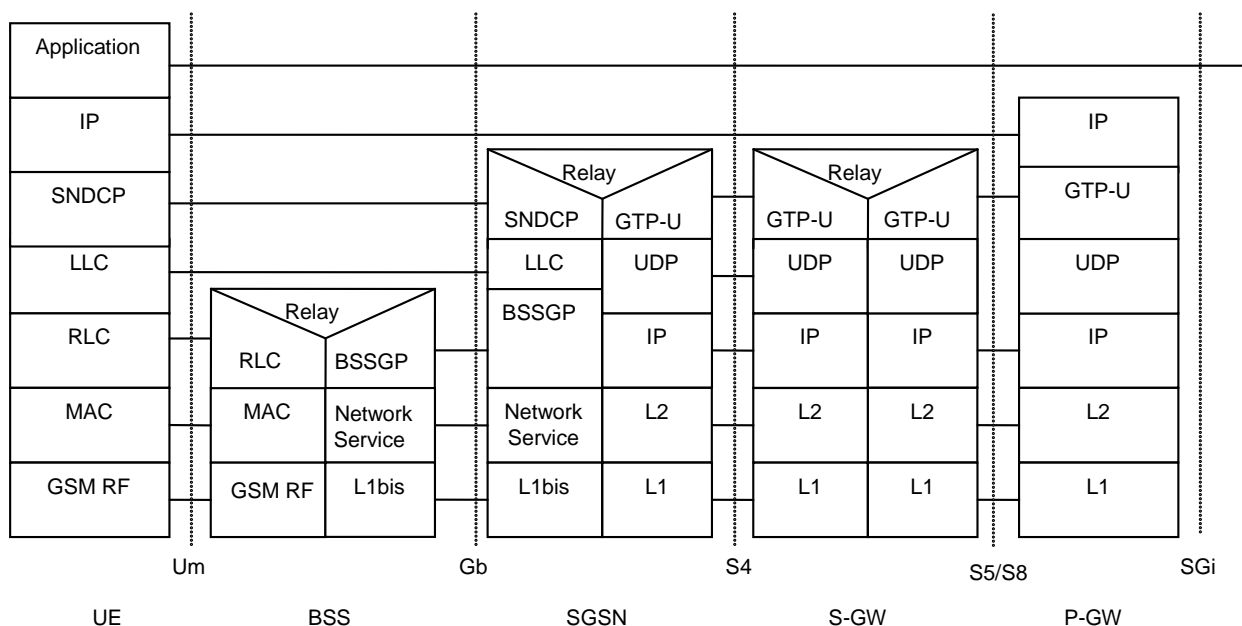 Application
IP
IP
Relay
Relay
SNDCP
GTP-U
SNDCP
GTP-U
GTP-U
GTP-U
LLC
LLC
UDP
UDP
UDP
UDP
Relay
BSSGP
RLC
IP
IP
IP
IP
RLC
BSSGP
MAC
MAC
Network
Service
Network
Service
L2
L2
L2
L2
GSM RF
GSM RF
L1bis
L1bis
L1
L1
L1
L1
Um
Gb
S4
S5/S8
SGi
UE
BSS
SGSN
S-GW
P-GW